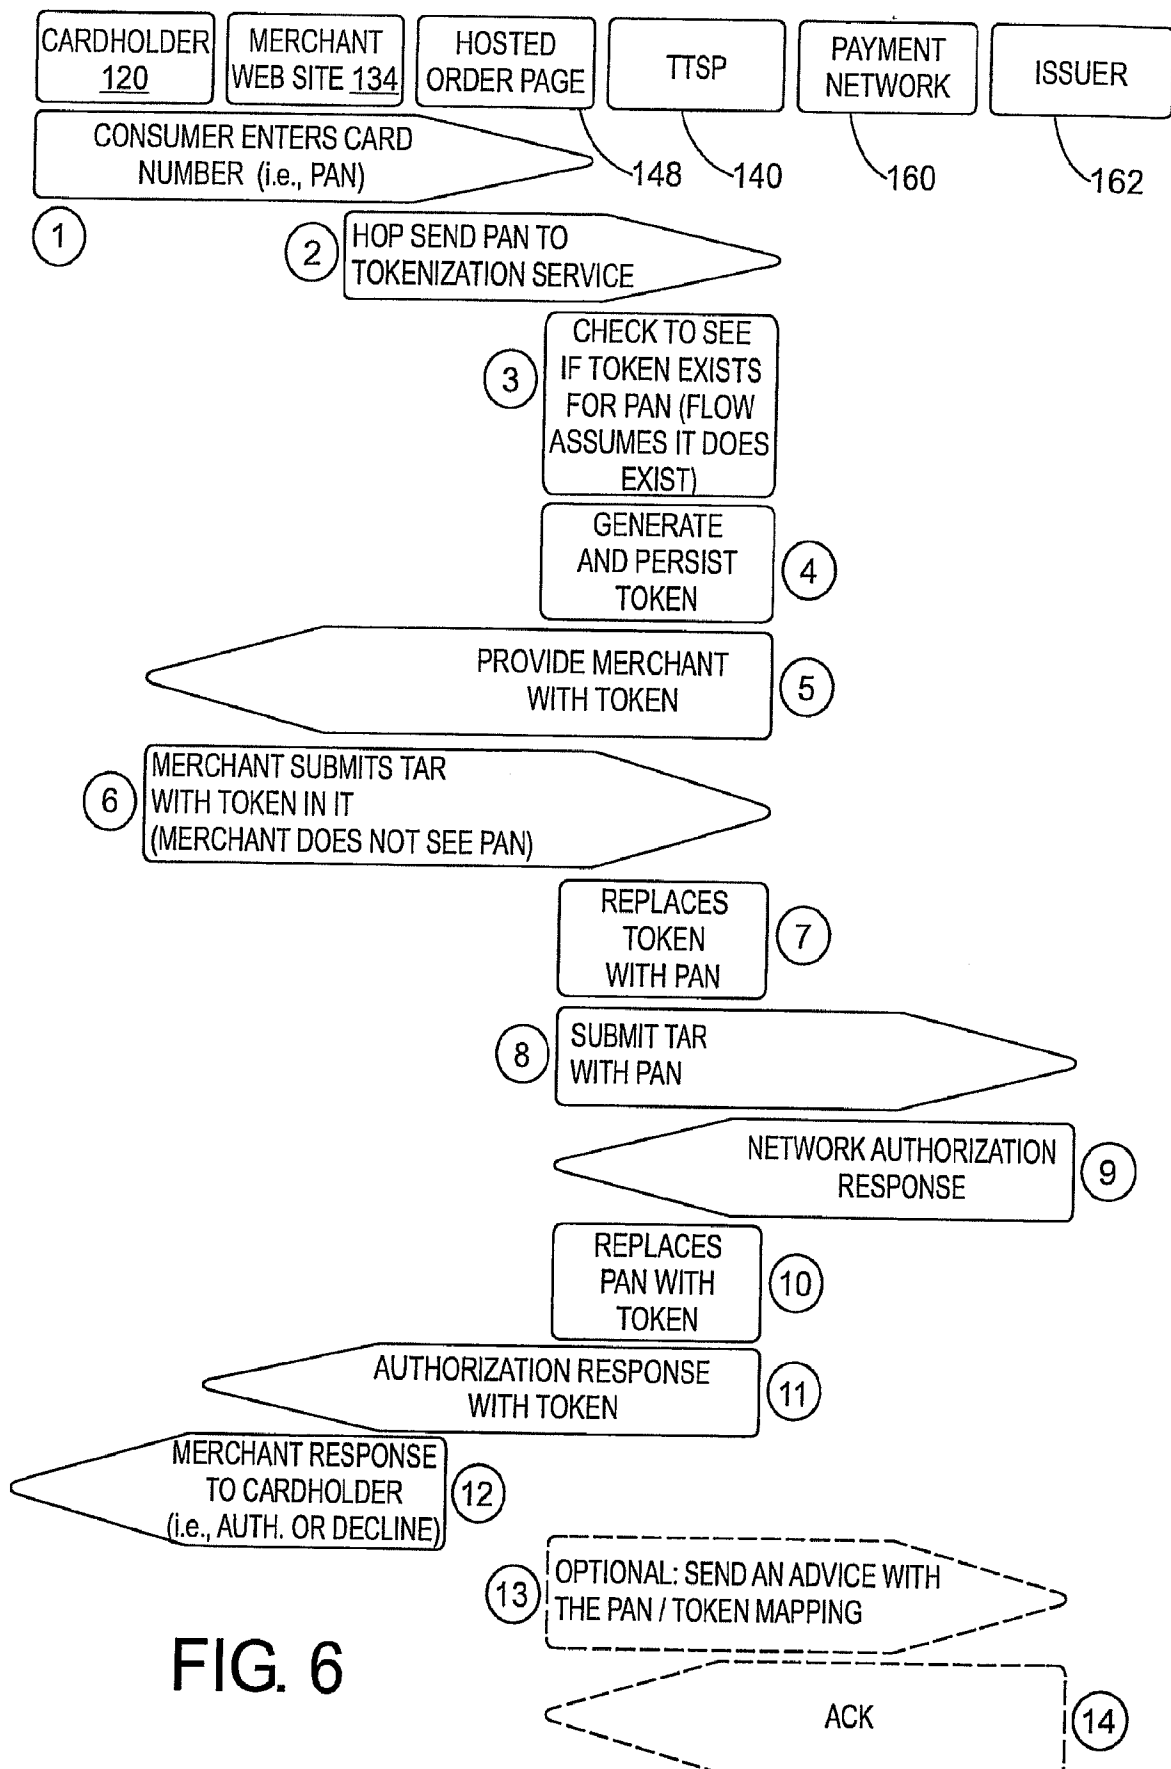 CARDHOLDER
120
MERCHANT
WEB SITE 134
HOSTED
ORDER PAGE
TTSP
PAYMENT
NETWORK
ISSUER
148
140
160
162
CONSUMER ENTERS CARD
NUMBER (i.e., PAN)
1
2
HOP SEND PAN TO
TOKENIZATION SERVICE
3
CHECK TO SEE
IF TOKEN EXISTS
FOR PAN (FLOW
ASSUMES IT DOES
EXIST)
GENERATE
AND PERSIST
TOKEN
4
PROVIDE MERCHANT
WITH TOKEN
5
6
MERCHANT SUBMITS TAR
WITH TOKEN IN IT
(MERCHANT DOES NOT SEE PAN)
REPLACES
TOKEN
WITH PAN
7
8
SUBMIT TAR
WITH PAN
NETWORK AUTHORIZATION
RESPONSE
9
REPLACES
PAN WITH
TOKEN
10
AUTHORIZATION RESPONSE
WITH TOKEN
11
MERCHANT RESPONSE
TO CARDHOLDER
(i.e., AUTH. OR DECLINE)
12
13
OPTIONAL: SEND AN ADVICE WITH
THE PAN / TOKEN MAPPING
ACK
14
FIG. 6